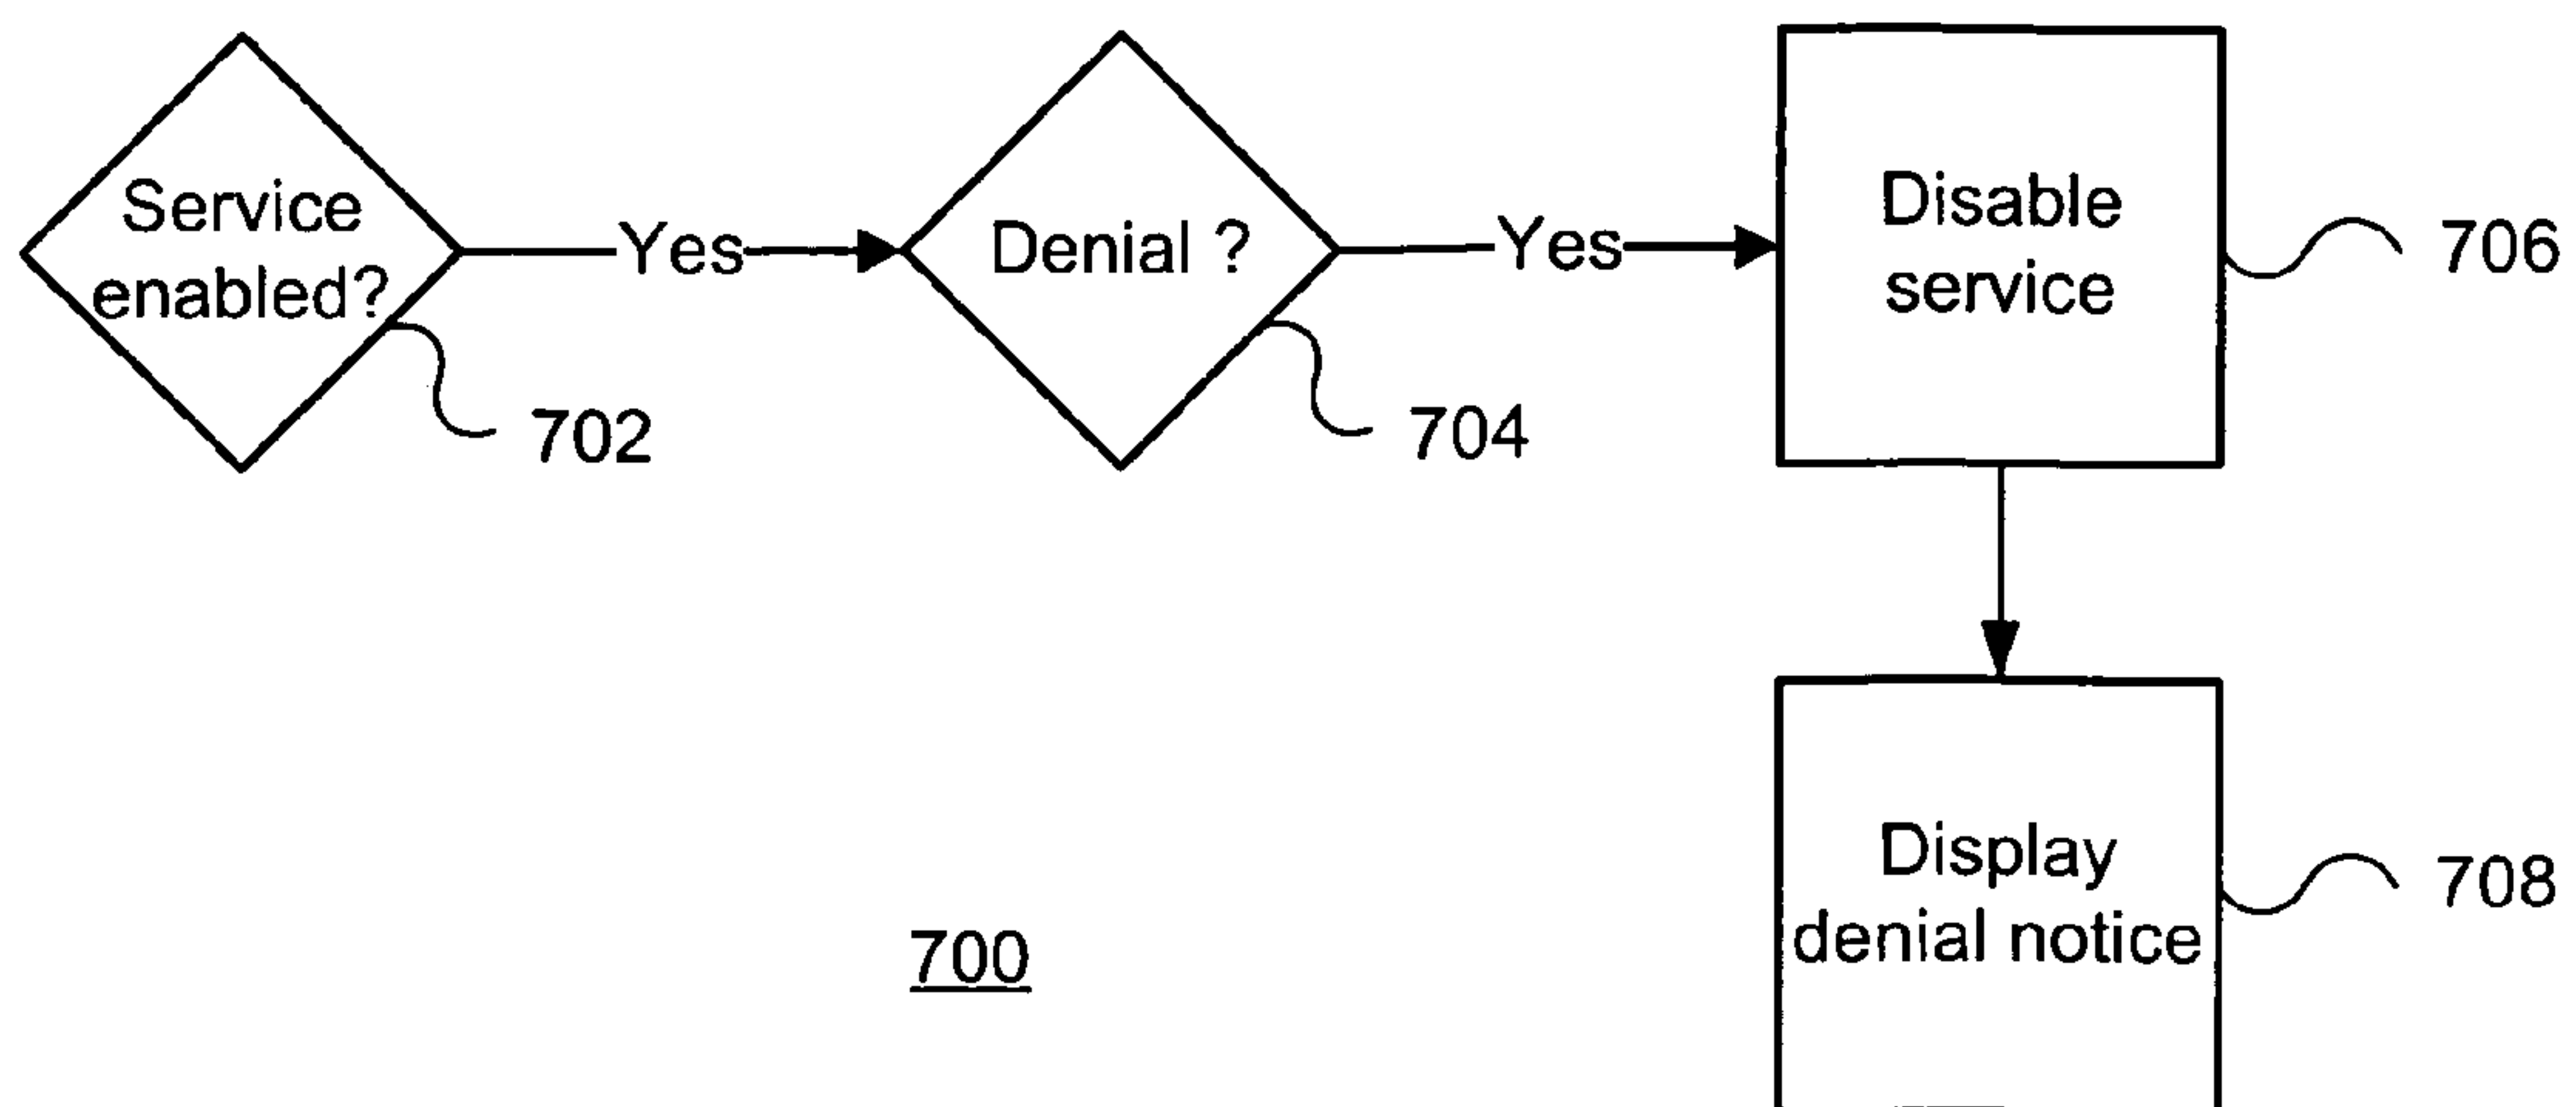 Service
enabled?
Yes
Denial ?
Yes
Disable
service
706
702
704
Display
denial notice
708
700